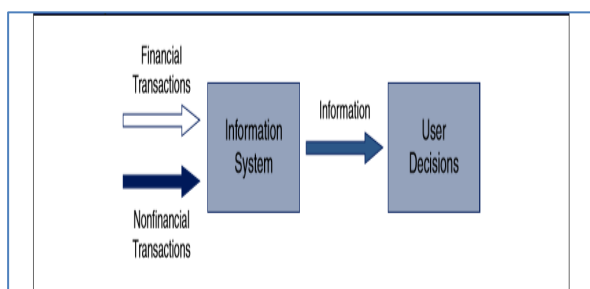 Financial
Transactions
Information
System
Information
User
Decisions
Nonfinancial
Transactions